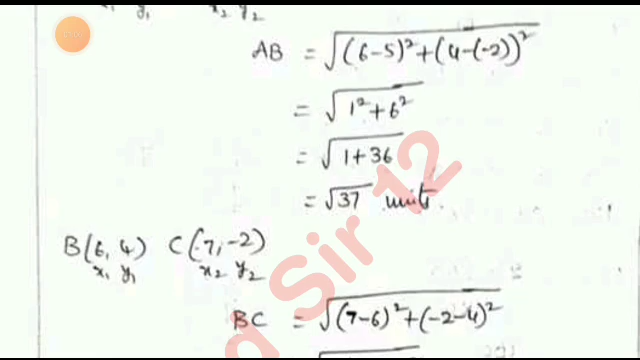 x₁ y₁ x₂ y₂
AB = √(6-5)²+(4-(-2))²
= √1²+6²
= √1+36
= √37 units.
B(6, 4) C(7, -2)
x₁ y₁ x₂ y₂
BC = √(7-6)²+(-2-4)²
Sir 12